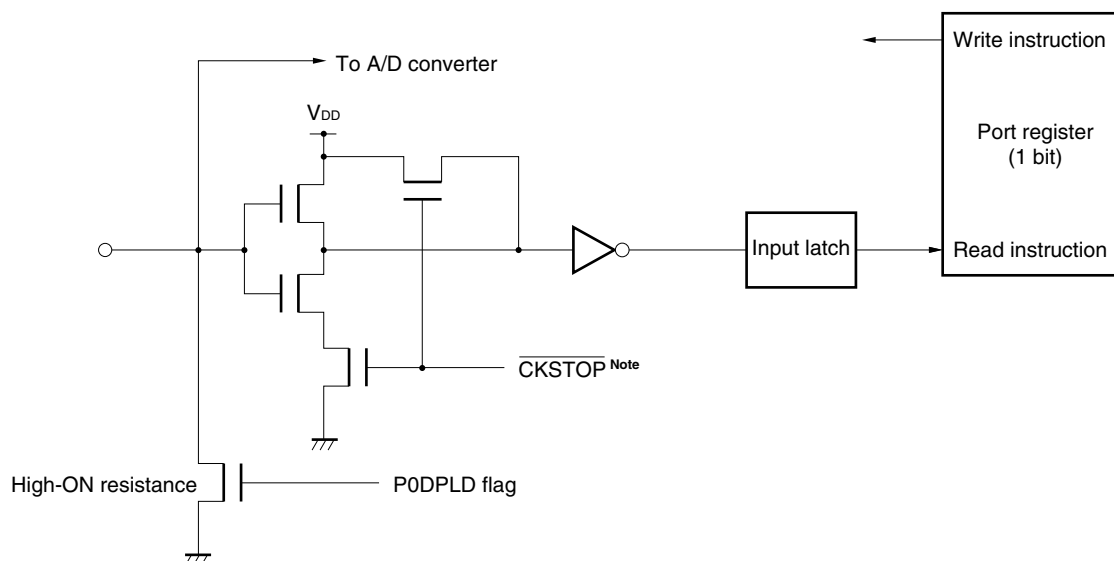 Write instruction
To A/D converter
VDD
Port register
(1 bit)
Input latch
Read instruction
CKSTOP Note
High-ON resistance
P0DPLD flag